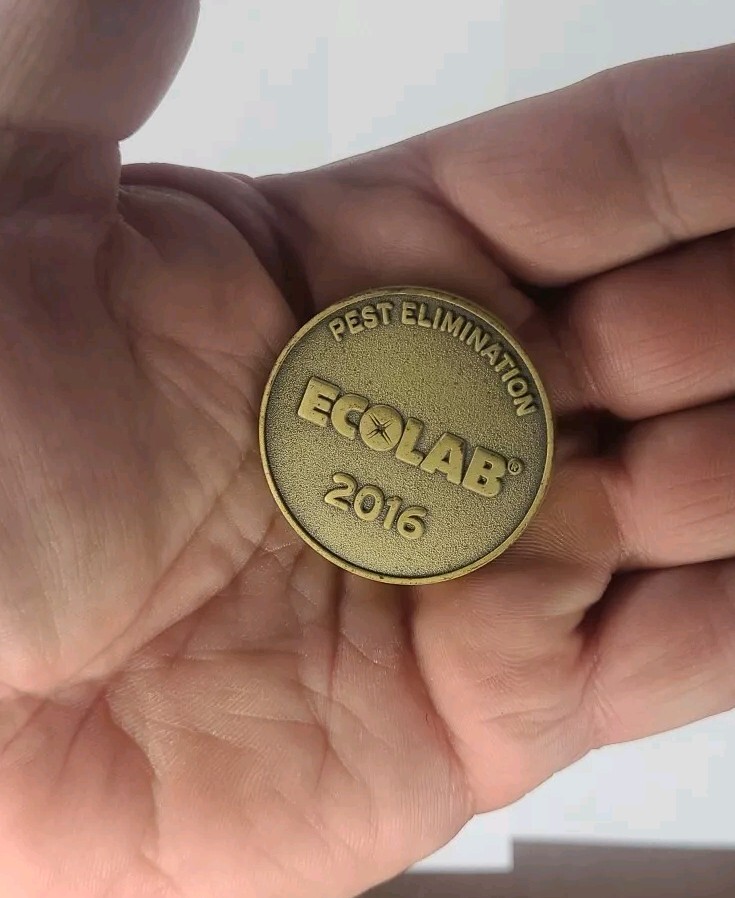 PEST ELIMINATION
ECOLAB®
2016